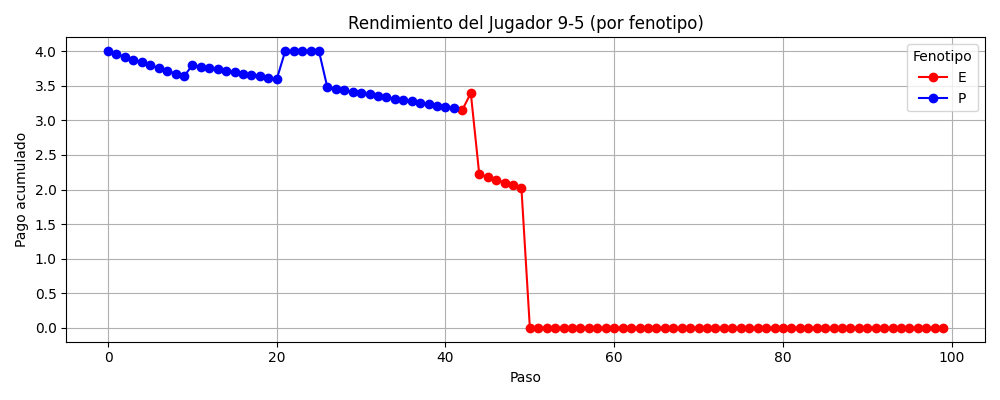 Rendimiento del Jugador 9-5 (por fenotipo)
Pago acumulado
4.0
3.5
3.0
2.5
2.0
1.5
1.0
0.5
0.0
Fenotipo
E
P
0 20 40 60 80 100
Paso